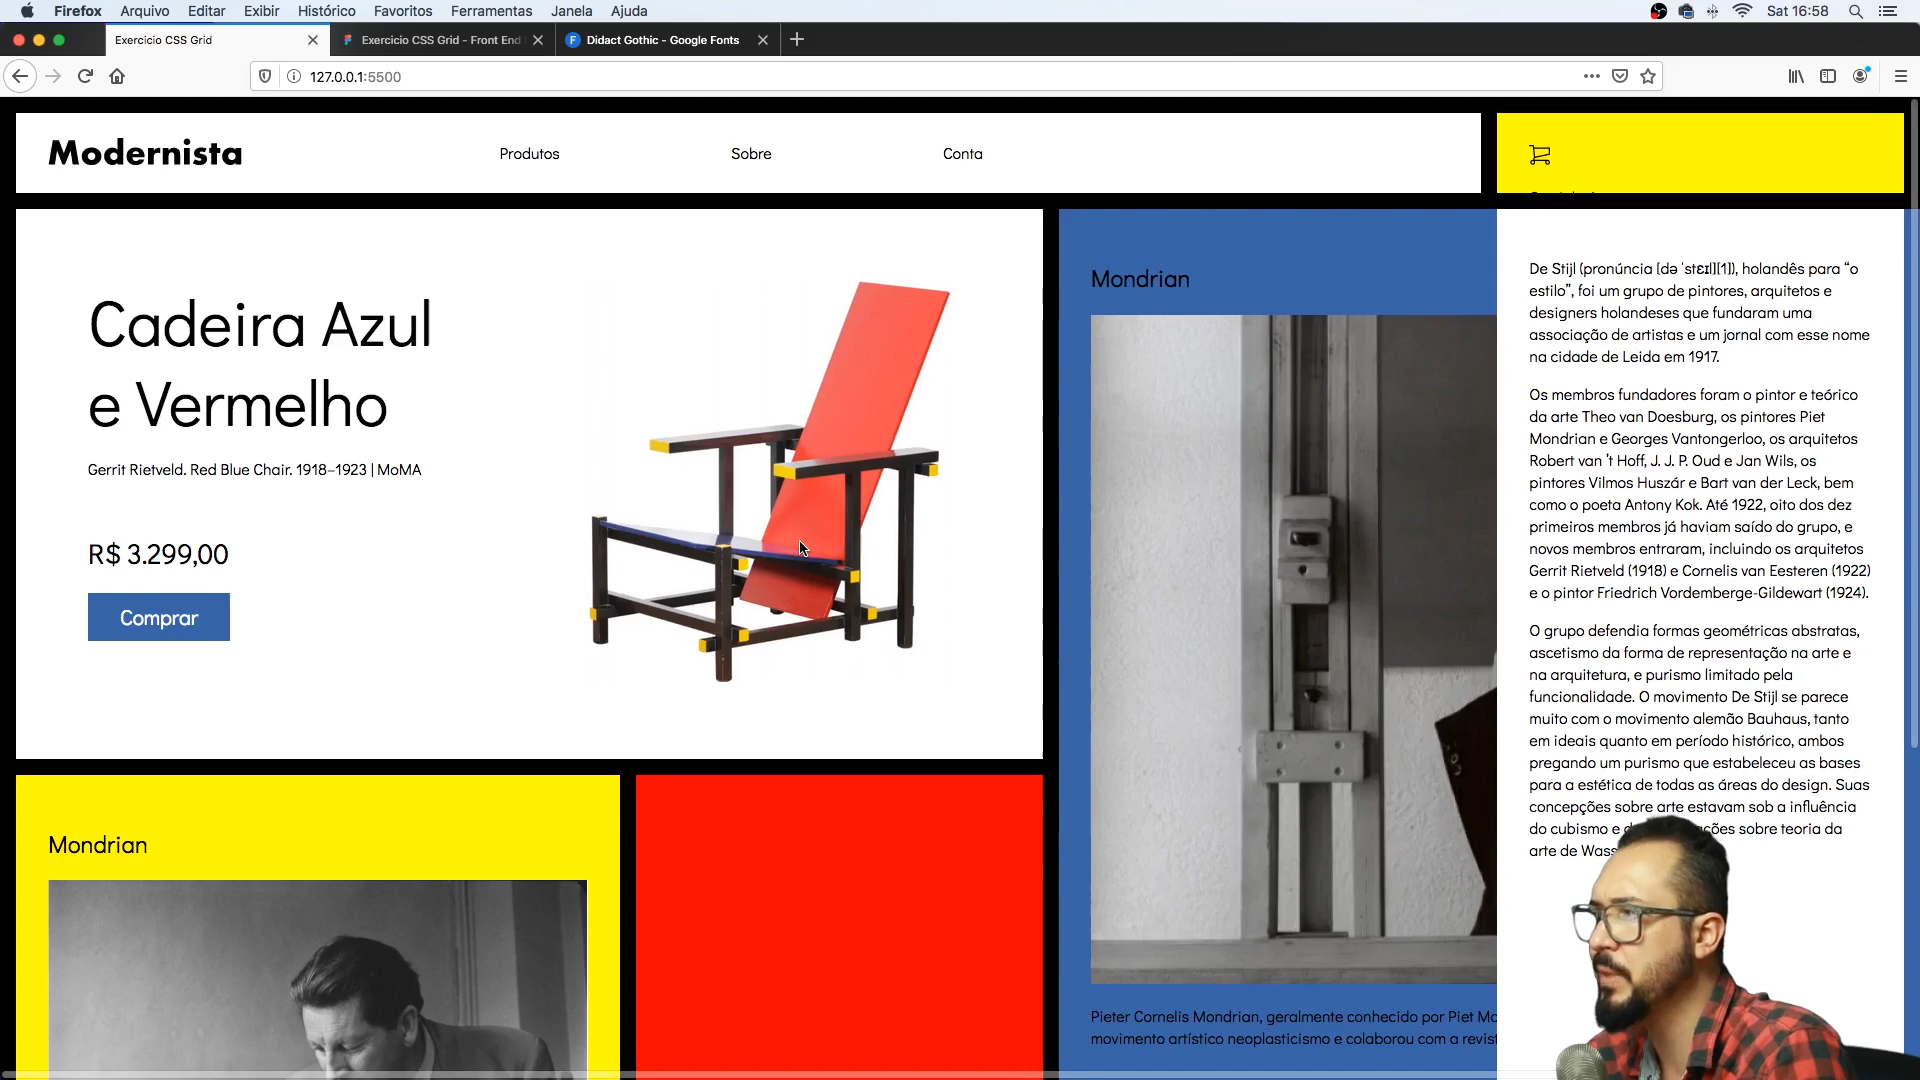 Firefox Arquivo Editar Exibir Histórico Favoritos Ferramentas Janela Ajuda Sat 16:58
Exercicio CSS Grid
Exercicio CSS Grid - Front End
Didact Gothic - Google Fonts
127.0.0.1:5500
Modernista
Produtos
Sobre
Conta
Cadeira Azul
e Vermelho
Gerrit Rietveld. Red Blue Chair. 1918–1923 | MoMA
R$ 3.299,00
Comprar
Mondrian
Mondrian
Pieter Cornelis Mondrian, geralmente conhecido por Piet
movimento artístico neoplasticismo e colaborou com a
De Stijl (pronúncia [də ˈstɛɪl][1]), holandês para “o
estilo”, foi um grupo de pintores, arquitetos e
designers holandeses que fundaram uma
associação de artistas e um jornal com esse nome
na cidade de Leida em 1917.
Os membros fundadores foram o pintor e teórico
da arte Theo van Doesburg, os pintores Piet
Mondrian e Georges Vantongerloo, os arquitetos
Robert van 't Hoff, J. J. P. Oud e Jan Wils, os
pintores Vilmos Huszár e Bart van der Leck, bem
como o poeta Antony Kok. Até 1922, oito dos dez
primeiros membros já haviam saído do grupo, e
novos membros entraram, incluindo os arquitetos
Gerrit Rietveld (1918) e Cornelis van Eesteren (1922)
e o pintor Friedrich Vordemberge-Gildewart (1924).
O grupo defendia formas geométricas abstratas,
ascetismo da forma de representação na arte e
na arquitetura, e purismo limitado pela
funcionalidade. O movimento De Stijl se parece
muito com o movimento alemão Bauhaus, tanto
em ideais quanto em período histórico, ambos
pregando um purismo que estabeleceu as bases
para a estética de todas as áreas do design. Suas
concepções sobre arte estavam sob a influência
do cubismo e sobre teoria da
arte de